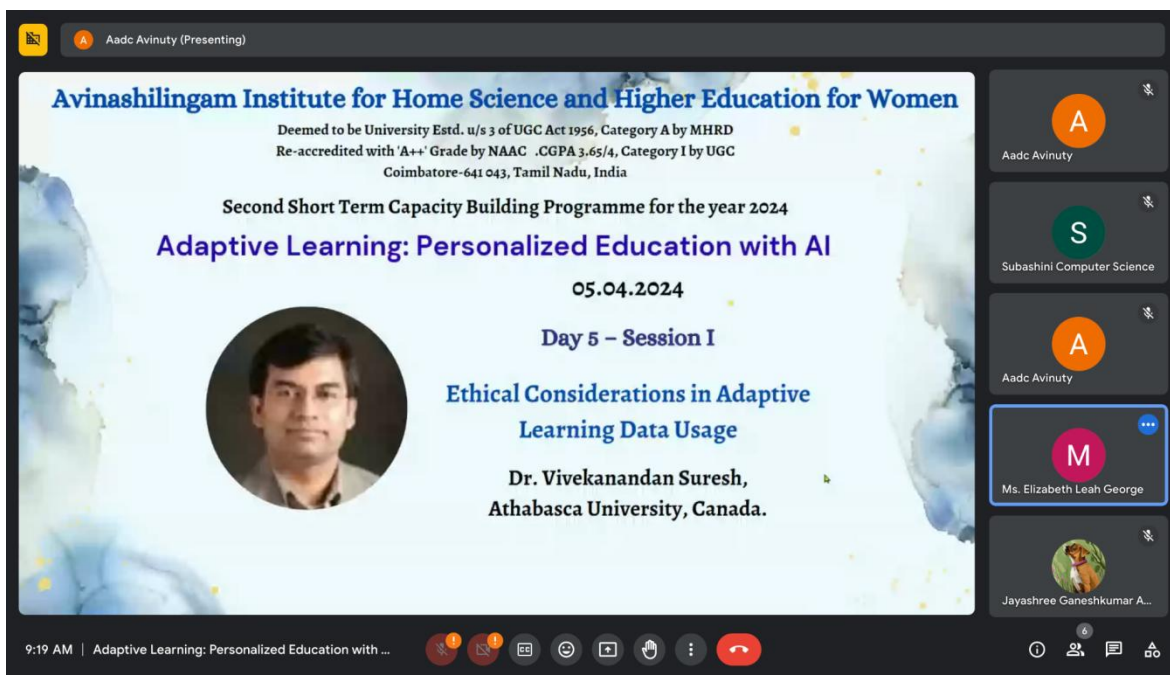 A Aadc Avinuty (Presenting)
Avinashilingam Institute for Home Science and Higher Education for Women
Deemed to be University Estd. u/s 3 of UGC Act 1956, Category A by MHRD
Re-accredited with 'A++' Grade by NAAC .CGPA 3.65/4, Category I by UGC
Coimbatore-641 043, Tamil Nadu, India
Second Short Term Capacity Building Programme for the year 2024
Adaptive Learning: Personalized Education with AI
05.04.2024
Day 5 – Session I
Ethical Considerations in Adaptive
Learning Data Usage
Dr. Vivekanandan Suresh,
Athabasca University, Canada.
A
Aadc Avinuty
S
Subashini Computer Science
A
Aadc Avinuty
M
Ms. Elizabeth Leah George
Jayashree Ganeshkumar A...
9:19 AM | Adaptive Learning: Personalized Education with ...
6